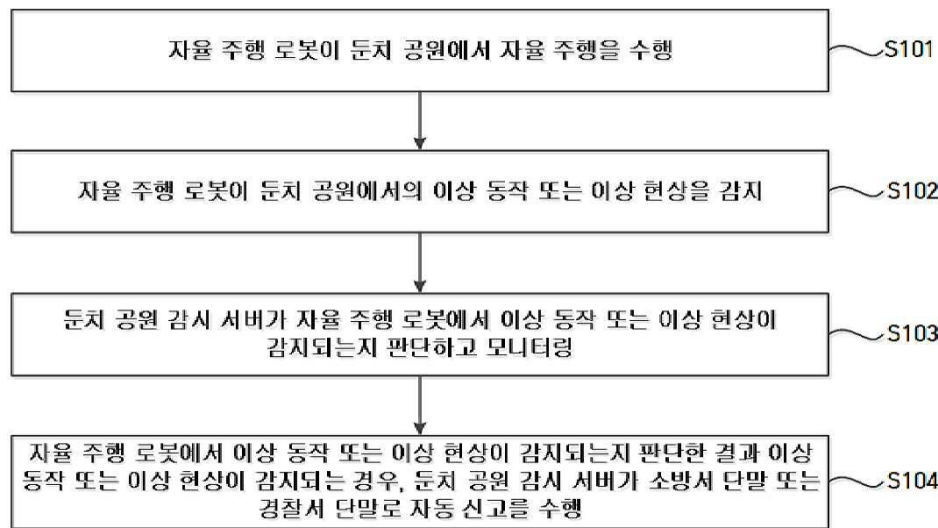 자율 주행 로봇이 둔치 공원에서 자율 주행을 수행
S101
자율 주행 로봇이 둔치 공원에서의 이상 동작 또는 이상 현상을 감지
S102
둔치 공원 감시 서버가 자율 주행 로봇에서 이상 동작 또는 이상 현상이
감지되는지 판단하고 모니터링
S103
자율 주행 로봇에서 이상 동작 또는 이상 현상이 감지되는지 판단한 결과 이상
동작 또는 이상 현상이 감지되는 경우, 둔치 공원 감시 서버가 소방서 단말 또는
경찰서 단말로 자동 신고를 수행
S104